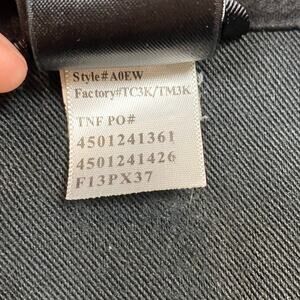 Style#A0EW
Factory#TC3K/TM3K
TNF PO#
4501241361
4501241426
F13PX37